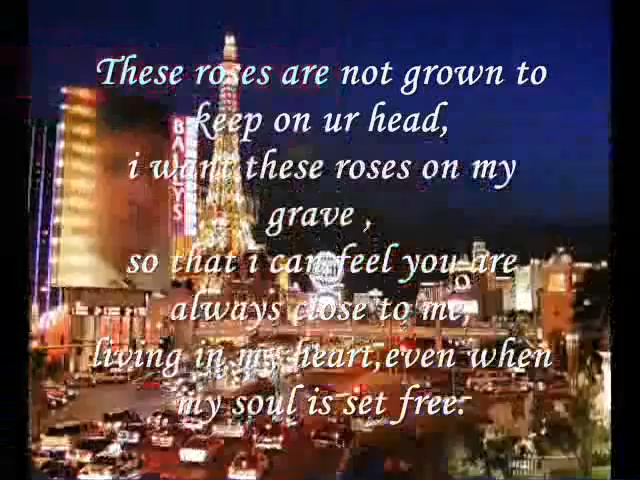 These roses are not grown to
keep on ur head,
i want these roses on my
grave ,
so that i can feel you are
always close to me,
living in my heart,even when
my soul is set free.
BALLYS